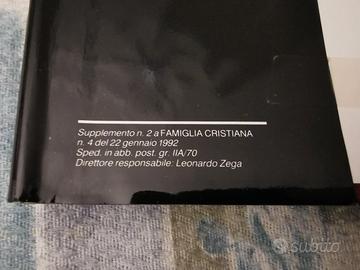 Supplemento n. 2 a FAMIGLIA CRISTIANA
n. 4 del 22 gennaio 1992
Sped. in abb. post. gr. IIA/70
Direttore responsabile: Leonardo Zega
subito